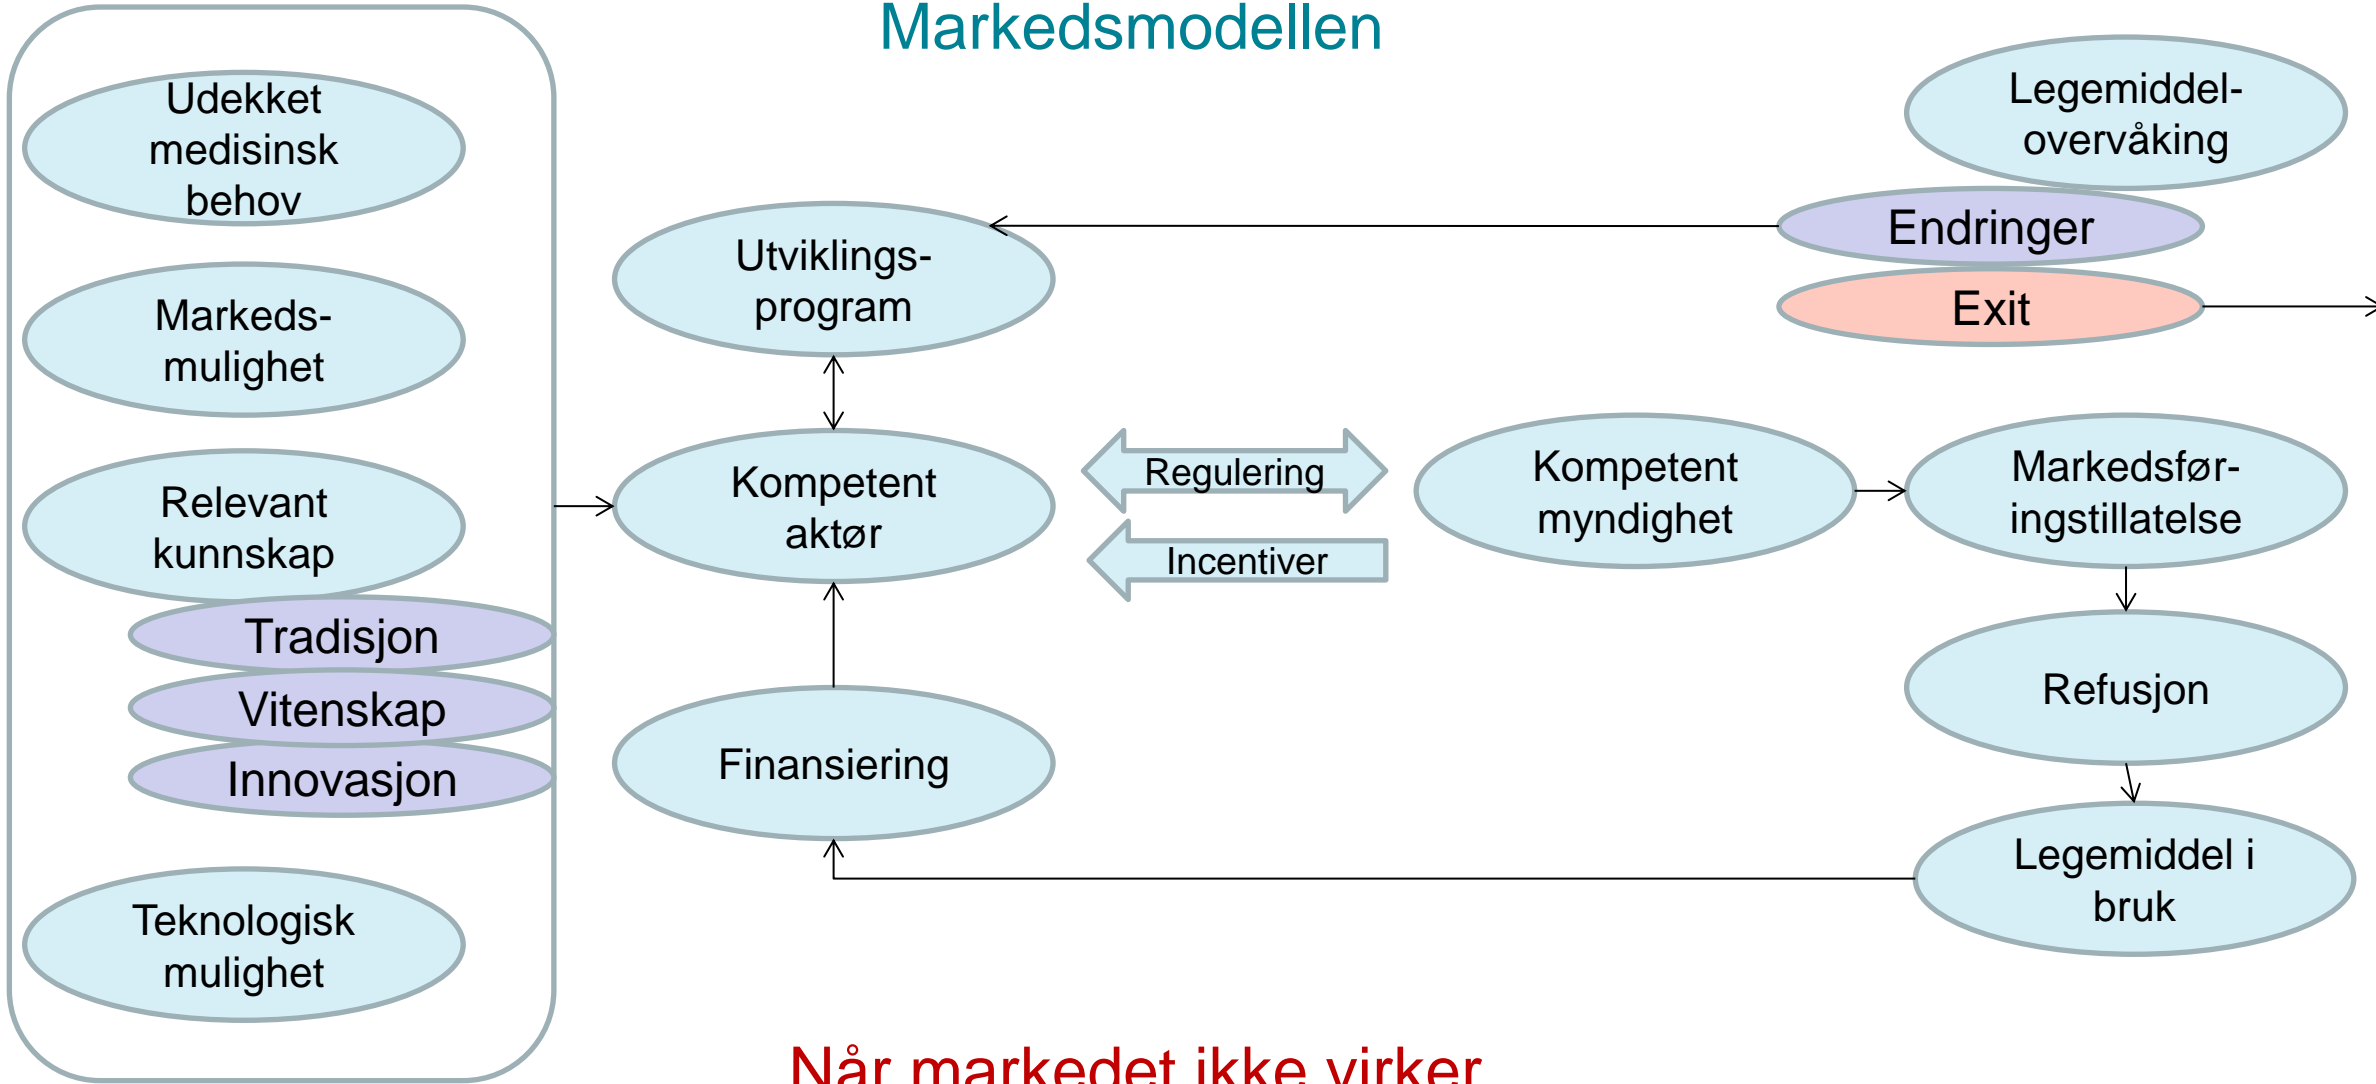 Markedsmodellen
Udekket
medisinsk
behov
Markeds-
mulighet
Relevant
kunnskap
Tradisjon
Vitenskap
Innovasjon
Teknologisk
mulighet
Utviklings-
program
Kompetent
aktør
Finansiering
Regulering
Incentiver
Kompetent
myndighet
Legemiddel-
overvåking
Endringer
Exit
Markedsfør-
ingstillatelse
Refusjon
Legemiddel i
bruk
Når markedet ikke virker